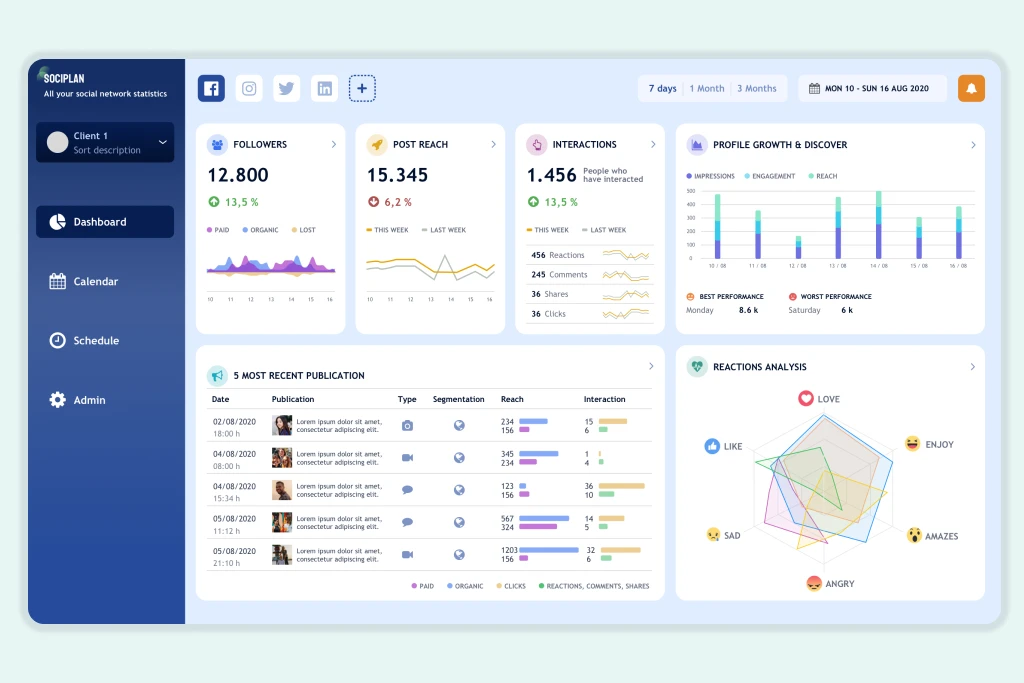 SOCIPLAN
All your social network statistics
Client 1
Sort description
Dashboard
Calendar
Schedule
Admin
7 days 1 Month 3 Months
MON 10 - SUN 16 AUG 2020
FOLLOWERS
12.800
13,5 %
PAID ORGANIC LOST
10 11 12 13 14 15 16
POST REACH
15.345
6,2 %
THIS WEEK LAST WEEK
10 11 12 13 14 15 16
INTERACTIONS
1.456 People who
have interacted
13,5 %
THIS WEEK LAST WEEK
456 Reactions
245 Comments
36 Shares
36 Clicks
PROFILE GROWTH & DISCOVER
IMPRESSIONS ENGAGEMENT REACH
500
400
300
200
100
0
10 / 08 11 / 08 12 / 08 13 / 08 14 / 08 15 / 08 16 / 08
BEST PERFORMANCE WORST PERFORMANCE
Monday 8.6 k Saturday 6 k
5 MOST RECENT PUBLICATION
Date Publication Type Segmentation Reach Interaction
02/08/2020 Lorem ipsum dolor sit amet, 234 15
18:00 h consectetur adipiscing elit. 156 6
04/08/2020 Lorem ipsum dolor sit amet, 345 1
08:00 h consectetur adipiscing elit. 234 4
04/08/2020 Lorem ipsum dolor sit amet, 123 36
15:34 h consectetur adipiscing elit. 156 10
05/08/2020 Lorem ipsum dolor sit amet, 567 14
11:12 h consectetur adipiscing elit. 324 5
05/08/2020 Lorem ipsum dolor sit amet, 1203 32
21:10 h consectetur adipiscing elit. 156 6
PAID ORGANIC CLICKS REACTIONS, COMMENTS, SHARES
REACTIONS ANALYSIS
LOVE
LIKE
ENJOY
SAD
AMAZES
ANGRY